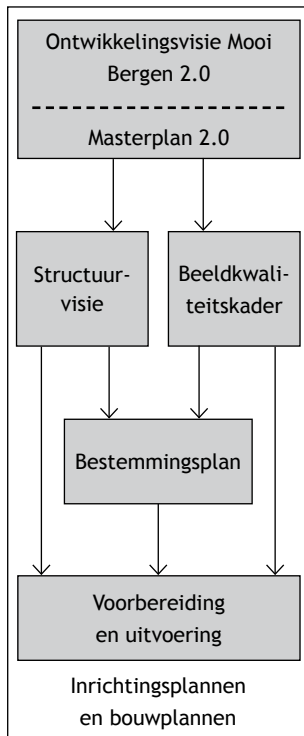 Ontwikkelingsvisie Mooi
Bergen 2.0
Masterplan 2.0
Structuur-
visie
Beeldkwali-
teitskader
Bestemmingsplan
Voorbereiding
en uitvoering
Inrichtingsplannen
en bouwplannen